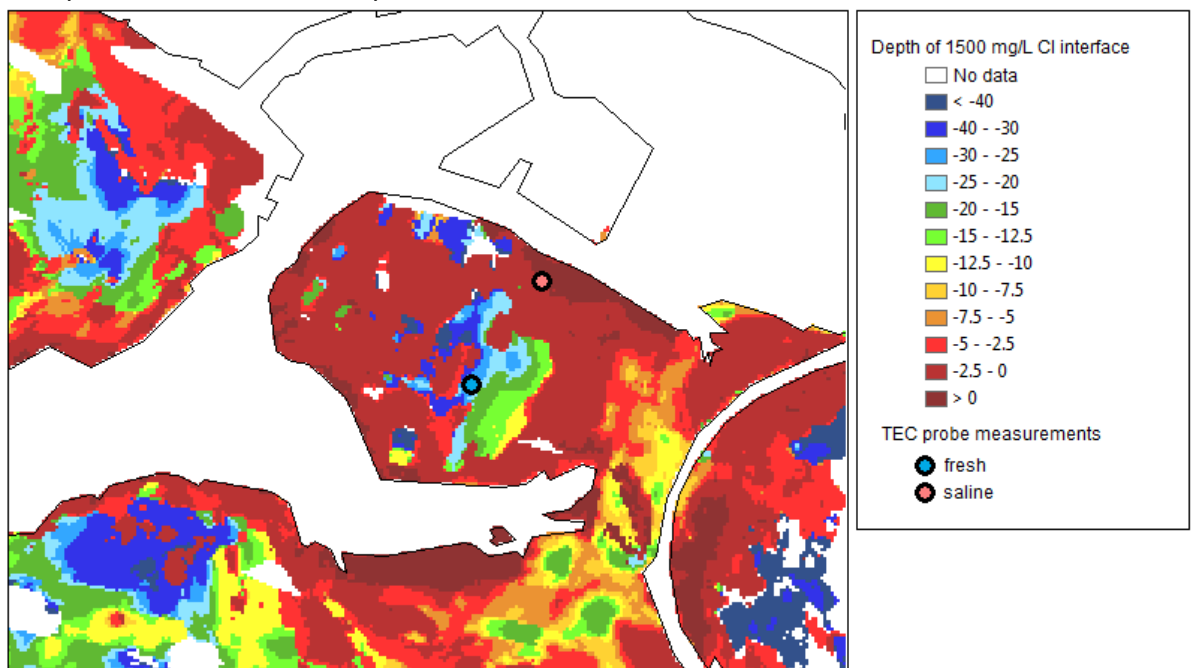 Depth of 1500 mg/L Cl interface
No data
< -40
-40 - -30
-30 - -25
-25 - -20
-20 - -15
-15 - -12.5
-12.5 - -10
-10 - -7.5
-7.5 - -5
-5 - -2.5
-2.5 - 0
> 0
TEC probe measurements
fresh
saline